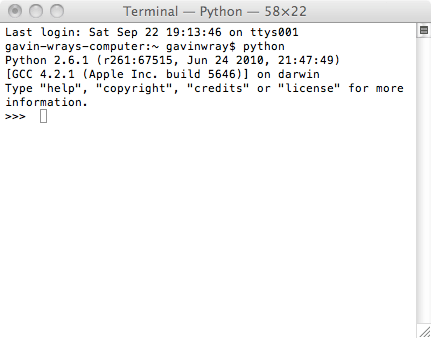 Terminal — Python — 58×22
Last login: Sat Sep 22 19:13:46 on ttys001
gavin-wrays-computer:~ gavinwray$ python
Python 2.6.1 (r261:67515, Jun 24 2010, 21:47:49)
[GCC 4.2.1 (Apple Inc. build 5646)] on darwin
Type "help", "copyright", "credits" or "license" for more
information.
>>>